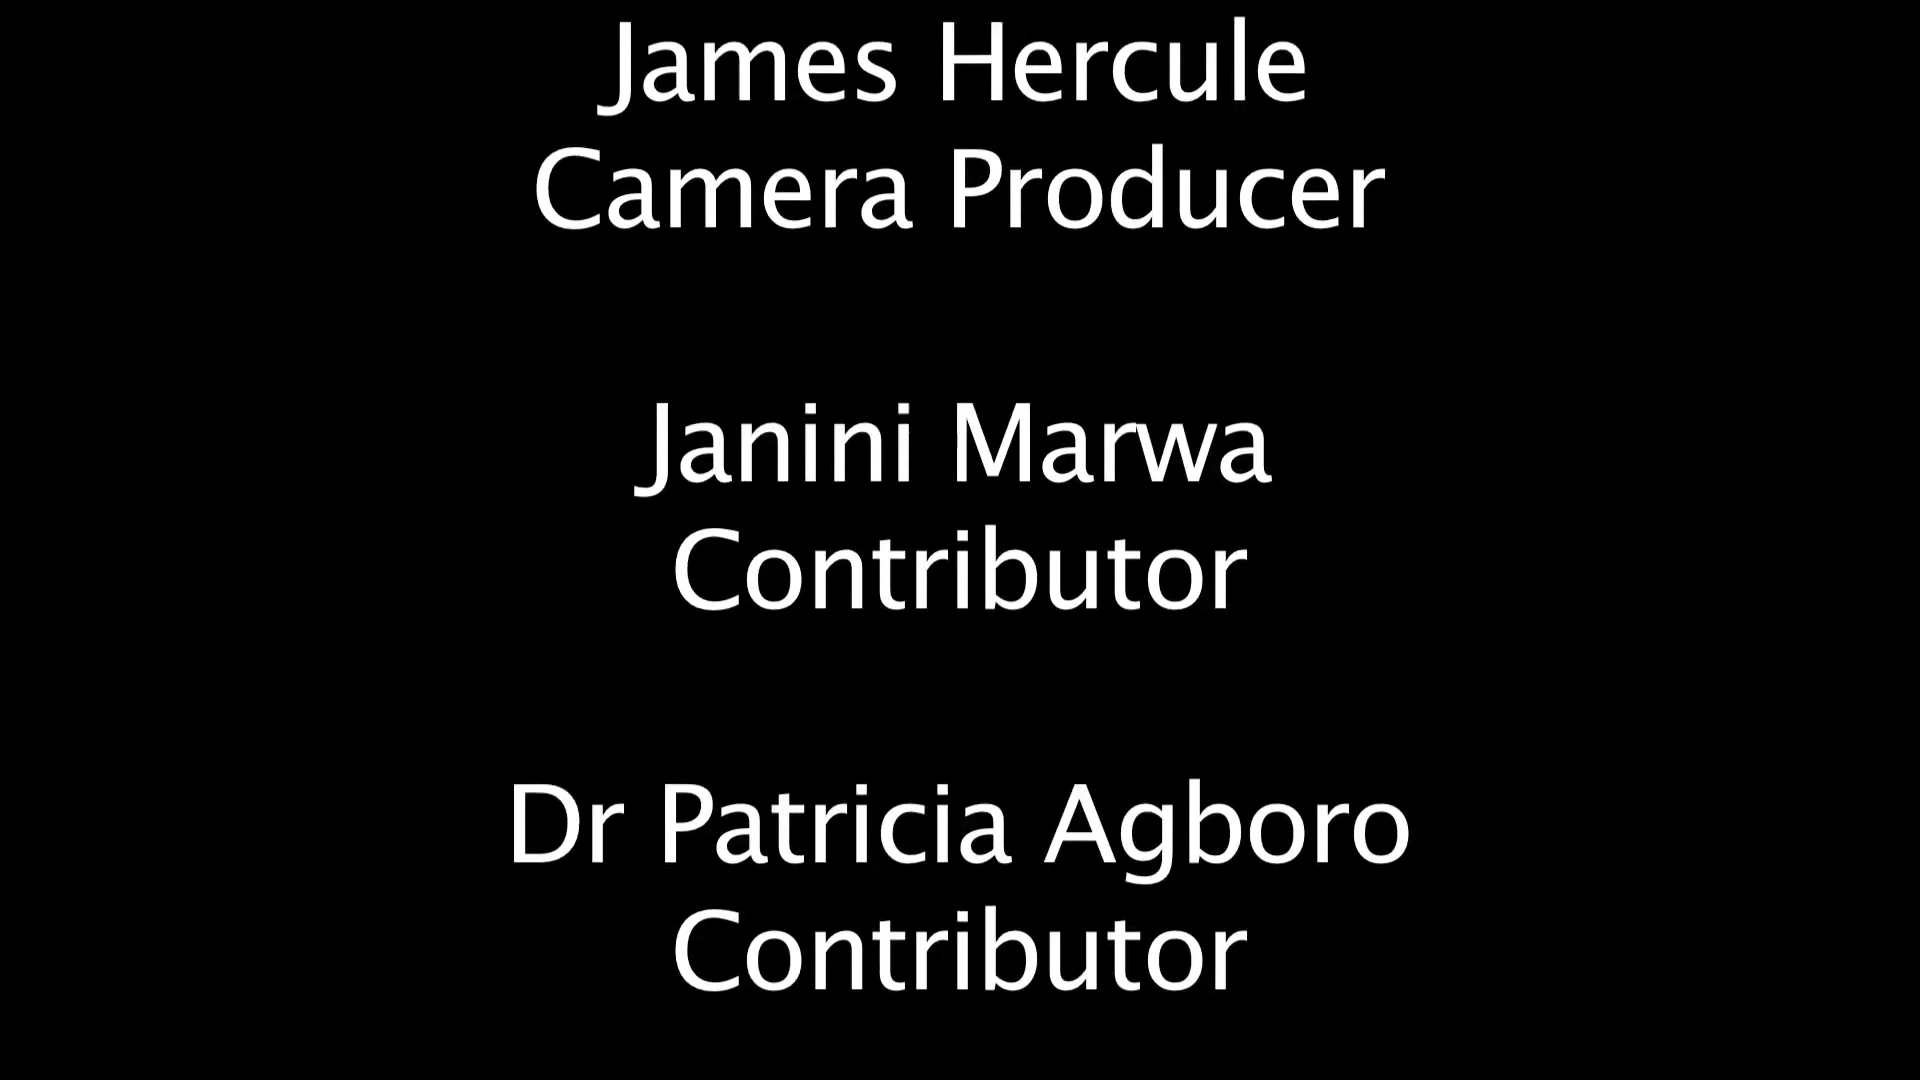 James Hercule
Camera Producer
Janini Marwa
Contributor
Dr Patricia Agboro
Contributor